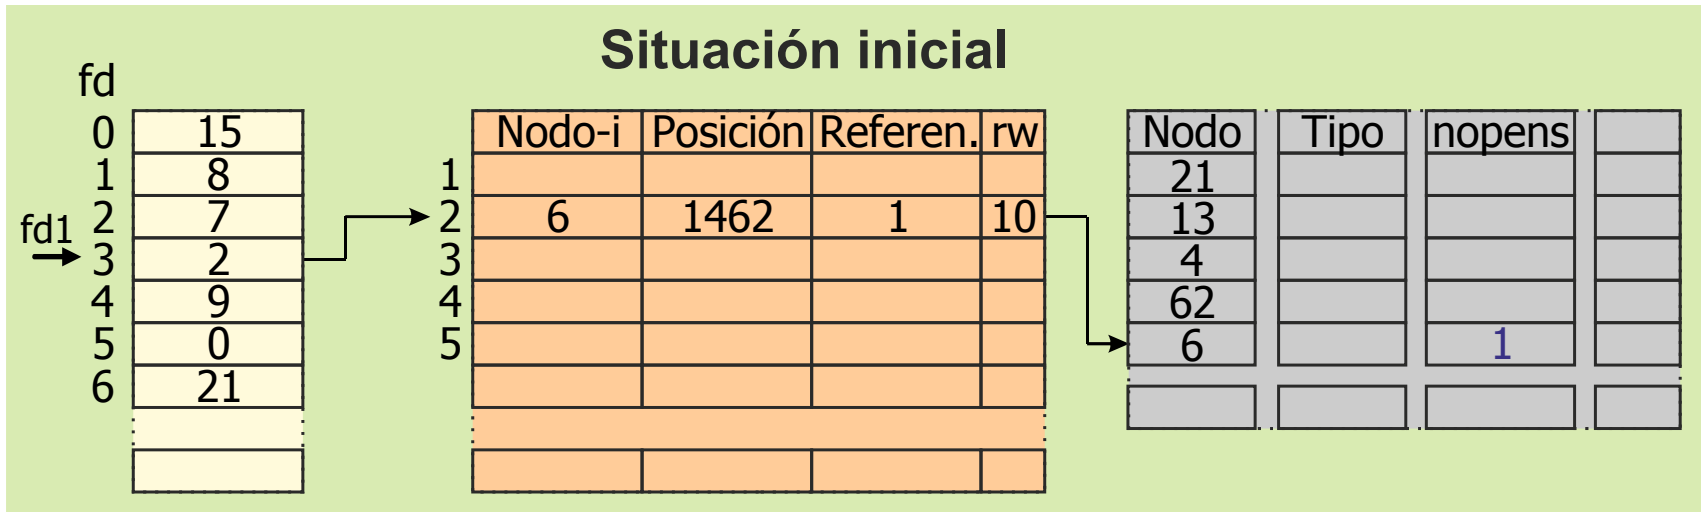 Situación inicial
fd
0 15 Nodo-i Posición Referen. rw Nodo Tipo nopens
1 8 1 21
fd1 2 7 2 6 1462 1 10 13
3 2 3 4
4 9 4 62
5 0 5 6 1
6 21